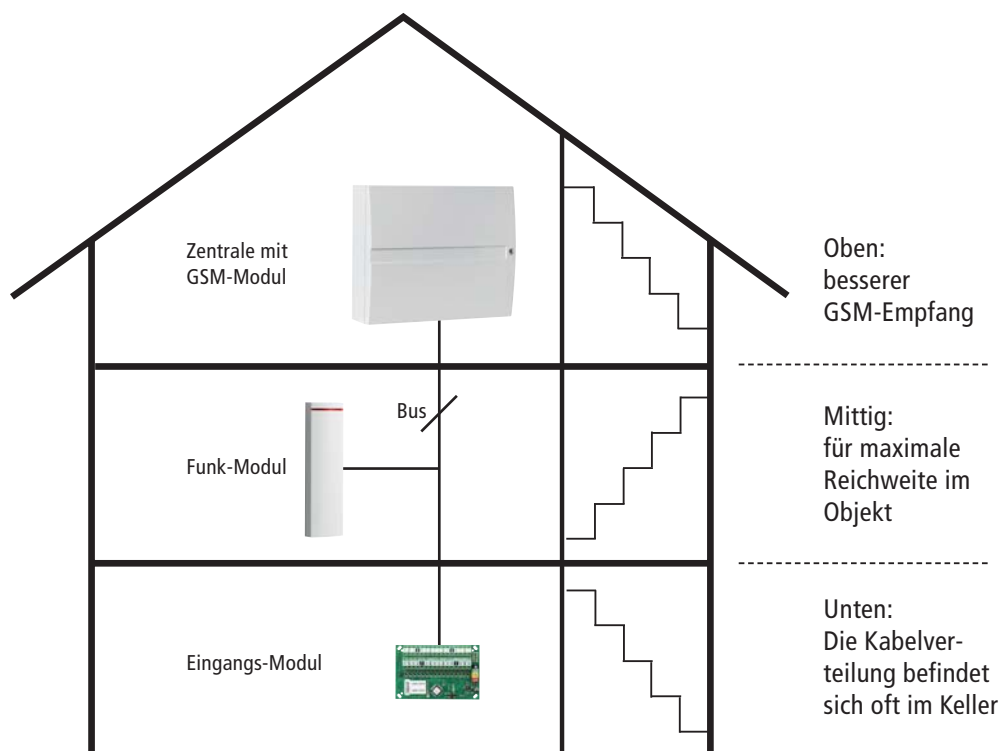 Zentrale mit
GSM-Modul
Oben:
besserer
GSM-Empfang
Bus
Funk-Modul
Mittig:
für maximale
Reichweite im
Objekt
Eingangs-Modul
Unten:
Die Kabelver-
teilung befindet
sich oft im Keller